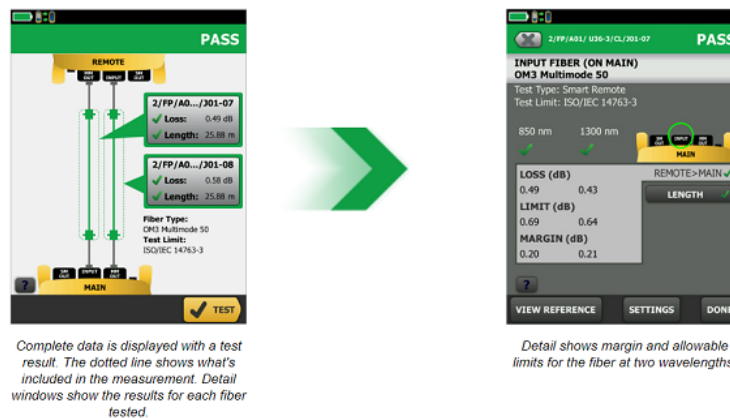 PASS
REMOTE
MM
OUT
INPUT
SM
OUT
2/FP/A0.../J01-07
Loss: 0.49 dB
Length: 25.88 m
2/FP/A0.../J01-08
Loss: 0.58 dB
Length: 25.88 m
Fiber Type:
OM3 Multimode 50
Test Limit:
ISO/IEC 14763-3
SM
OUT
INPUT
MM
OUT
MAIN
?
TEST
Complete data is displayed with a test
result. The dotted line shows what's
included in the measurement. Detail
windows show the results for each fiber
tested.
2/FP/A01/ U36-3/CL/J01-07
PASS
INPUT FIBER (ON MAIN)
OM3 Multimode 50
Test Type: Smart Remote
Test Limit: ISO/IEC 14763-3
850 nm 1300 nm
SM
OUT
INPUT
MM
OUT
MAIN
LOSS (dB)
0.49 0.43
LIMIT (dB)
0.69 0.64
MARGIN (dB)
0.20 0.21
REMOTE>MAIN
LENGTH
?
VIEW REFERENCE
SETTINGS
DONE
Detail shows margin and allowable
limits for the fiber at two wavelengths